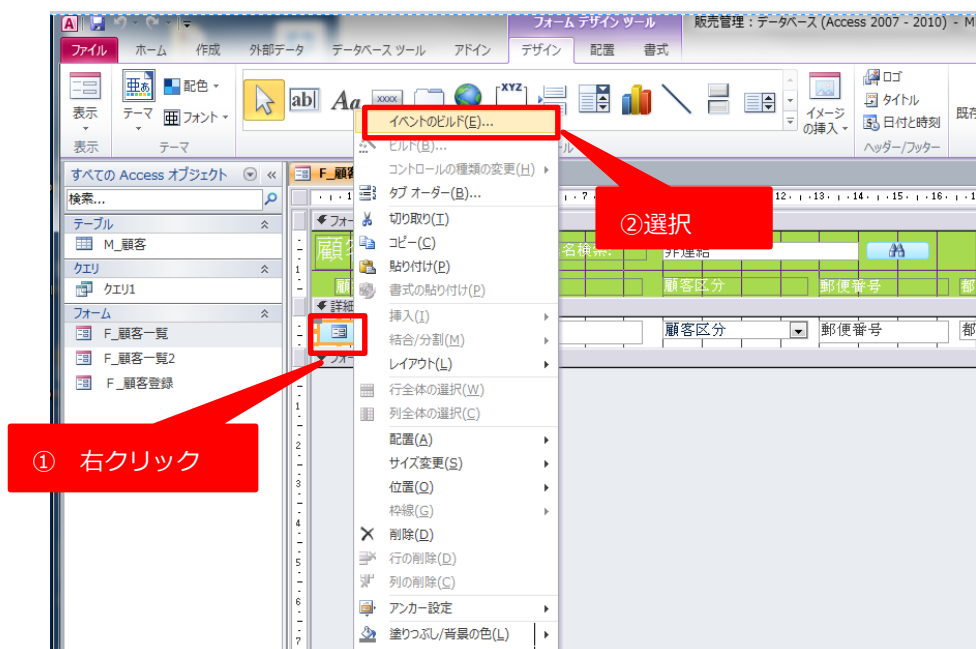 フォーム デザイン ツール
販売管理：データベース (Access 2007 - 2010) - Mi
ファイル ホーム 作成 外部データ データベース ツール アドイン デザイン 配置 書式
表示
テーマ
亜あ
配色
フォント
ab
Aa
XXXX
XYZ
イメージの挿入
ロゴ
タイトル
日付と時刻
既存
表示 テーマ ール ヘッダー/フッター
すべての Access オブジェクト
検索...
テーブル
M_顧客
クエリ
クエリ1
フォーム
F_顧客一覧
F_顧客一覧2
F_顧客登録
F_顧客
イベントのビルド(E)...
ビルド(B)...
コントロールの種類の変更(H)
タブ オーダー(B)...
切り取り(T)
コピー(C)
貼り付け(P)
書式の貼り付け(P)
挿入(I)
結合/分割(M)
レイアウト(L)
行全体の選択(W)
列全体の選択(C)
配置(A)
サイズ変更(S)
位置(O)
枠線(G)
削除(D)
行の削除(D)
列の削除(C)
アンカー設定
塗りつぶし/背景の色(L)
②選択
① 右クリック
非連結
顧客区分 郵便番号 都
詳細
顧客区分 郵便番号 都